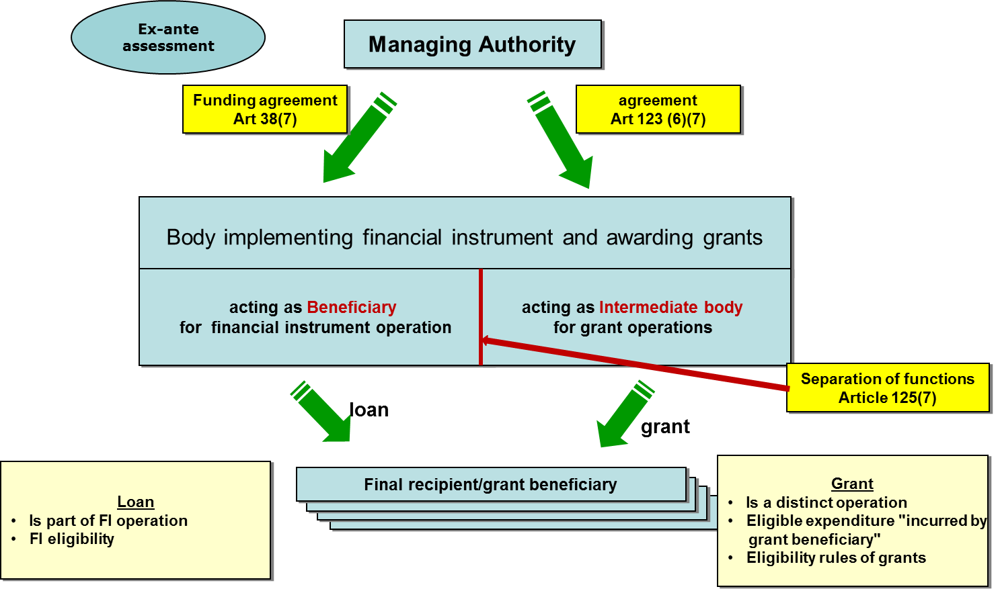 Ex-ante
assessment
Managing Authority
Funding agreement
Art 38(7)
agreement
Art 123 (6)(7)
Body implementing financial instrument and awarding grants
acting as Beneficiary
for financial instrument operation
acting as Intermediate body
for grant operations
Separation of functions
Article 125(7)
loan
grant
Final recipient/grant beneficiary
Loan
• Is part of FI operation
• FI eligibility
Grant
• Is a distinct operation
• Eligible expenditure "incurred by
grant beneficiary"
• Eligibility rules of grants